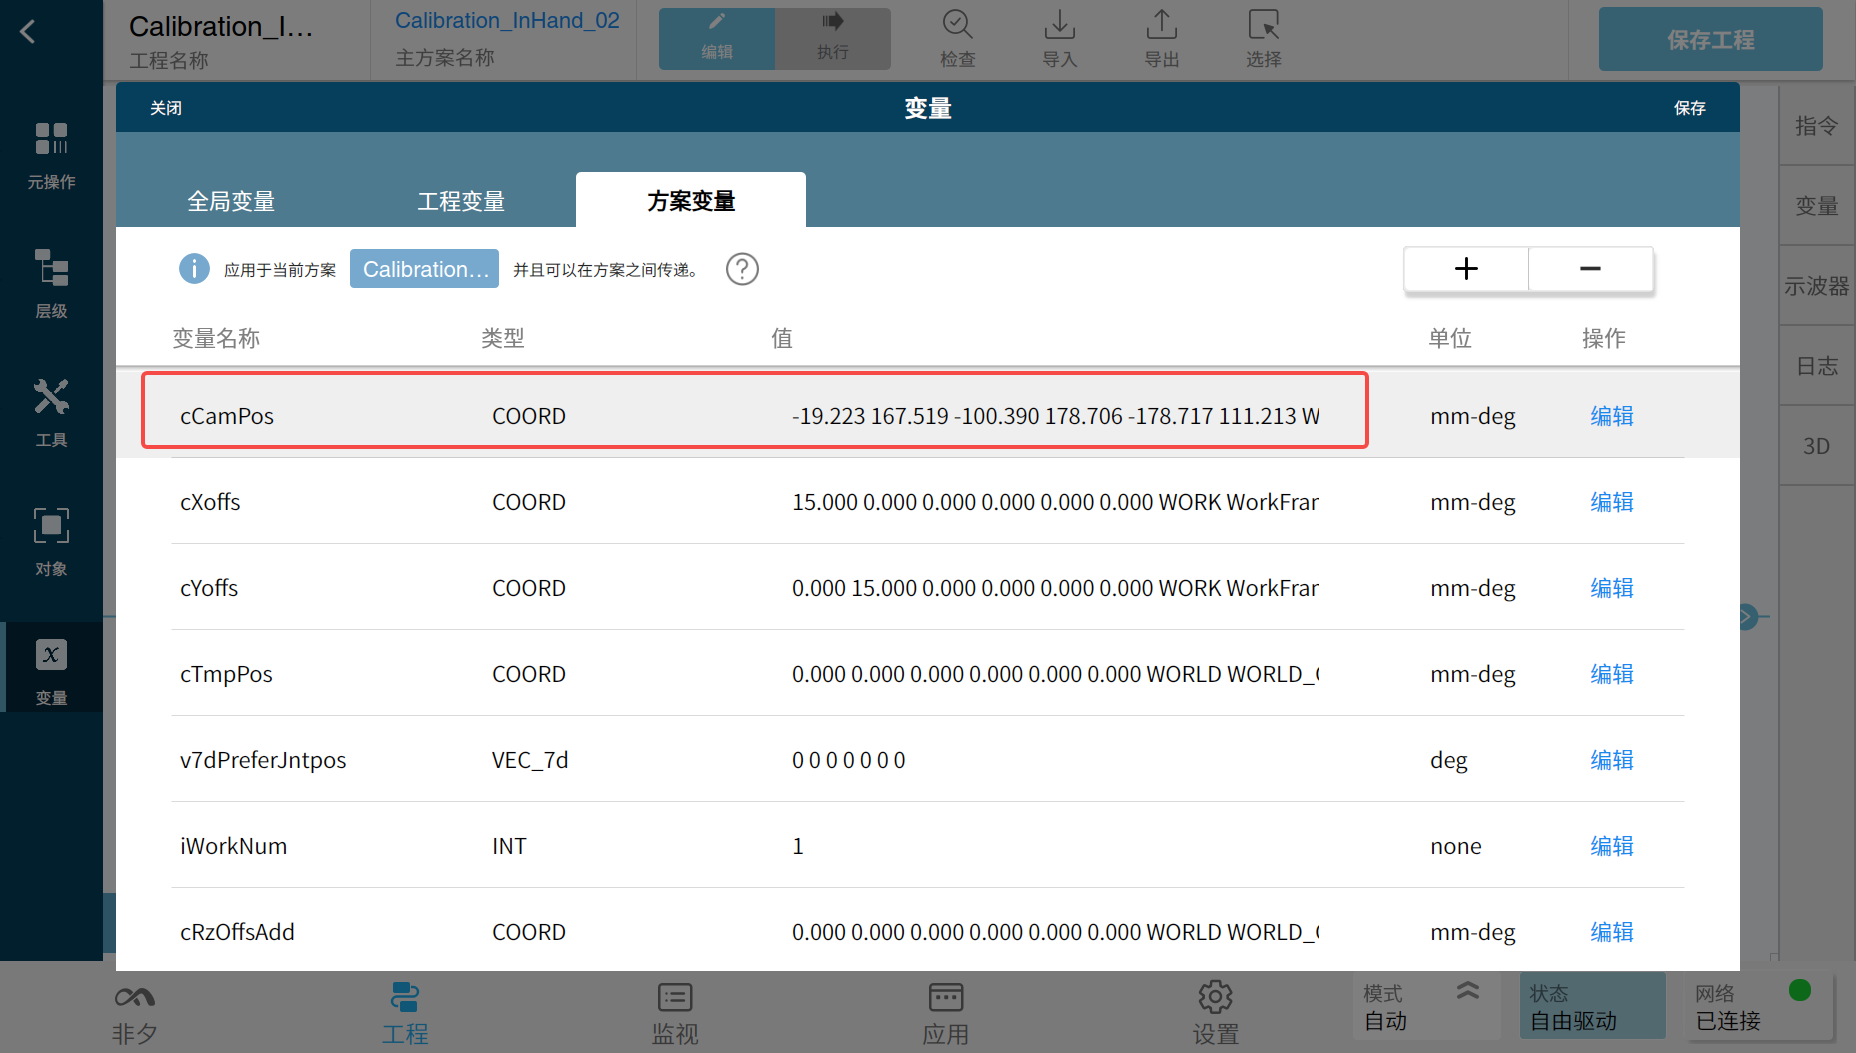 Calibration_I...
工程名称
Calibration_InHand_02
主方案名称
编辑
执行
检查
导入
导出
选择
保存工程
关闭
变量
保存
全局变量
工程变量
方案变量
应用于当前方案 Calibration... 并且可以在方案之间传递。
变量名称 类型 值 单位 操作
cCamPos COORD -19.223 167.519 -100.390 178.706 -178.717 111.213 W mm-deg 编辑
cXoffs COORD 15.000 0.000 0.000 0.000 0.000 0.000 WORK WorkFrar mm-deg 编辑
cYoffs COORD 0.000 15.000 0.000 0.000 0.000 0.000 WORK WorkFrar mm-deg 编辑
cTmpPos COORD 0.000 0.000 0.000 0.000 0.000 0.000 WORLD WORLD_ mm-deg 编辑
v7dPreferJntpos VEC_7d 0 0 0 0 0 0 0 deg 编辑
iWorkNum INT 1 none 编辑
cRzOffsAdd COORD 0.000 0.000 0.000 0.000 0.000 0.000 WORLD WORLD_ mm-deg 编辑
元操作
层级
工具
对象
变量
指令
变量
示波器
日志
3D
非夕
工程
监视
应用
设置
模式
自动
状态
自由驱动
网络
已连接